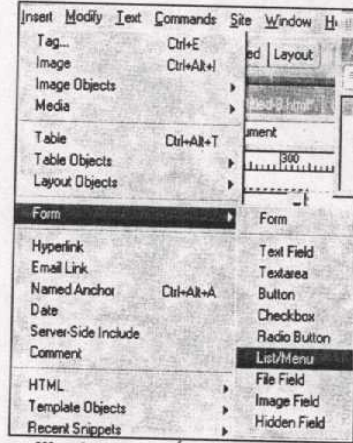 Insert Modify Text Commands Site Window
Tag... Ctrl+E
Image Ctrl+Alt+I
Image Objects
Media
Layout
Table Ctrl+Alt+T
Table Objects
Layout Objects
300
Form
Hyperlink
Email Link
Named Anchor Ctrl+Alt+A
Date
Server-Side Include
Comment
HTML
Template Objects
Recent Snippets
Form
Text Field
Textarea
Button
Checkbox
Radio Button
List/Menu
File Field
Image Field
Hidden Field